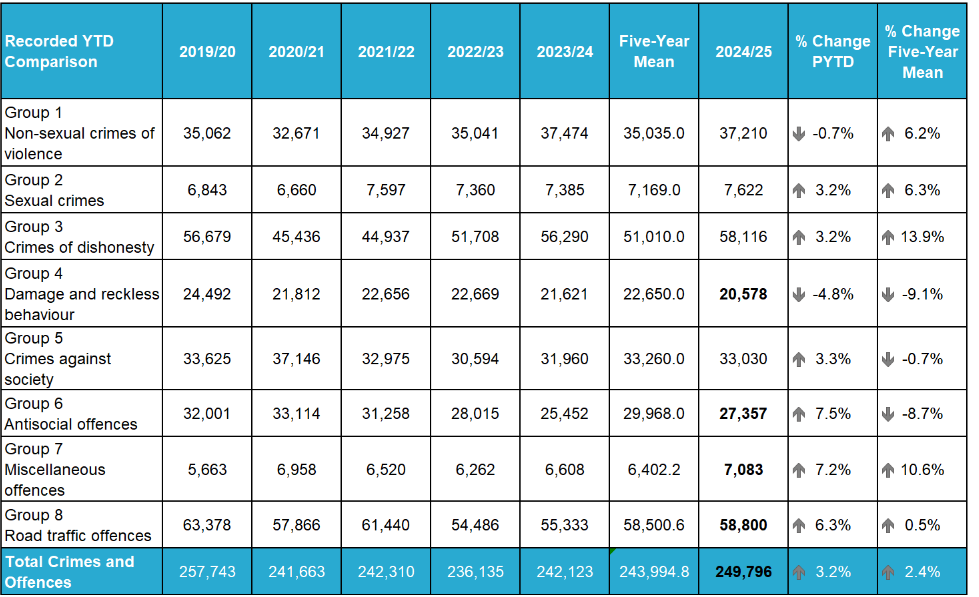 Recorded YTD Comparison 2019/20 2020/21 2021/22 2022/23 2023/24 Five-Year Mean 2024/25 % Change PYTD % Change Five-Year Mean
Group 1 Non-sexual crimes of violence 35,062 32,671 34,927 35,041 37,474 35,035.0 37,210 -0.7% 6.2%
Group 2 Sexual crimes 6,843 6,660 7,597 7,360 7,385 7,169.0 7,622 3.2% 6.3%
Group 3 Crimes of dishonesty 56,679 45,436 44,937 51,708 56,290 51,010.0 58,116 3.2% 13.9%
Group 4 Damage and reckless behaviour 24,492 21,812 22,656 22,669 21,621 22,650.0 20,578 -4.8% -9.1%
Group 5 Crimes against society 33,625 37,146 32,975 30,594 31,960 33,260.0 33,030 3.3% -0.7%
Group 6 Antisocial offences 32,001 33,114 31,258 28,015 25,452 29,968.0 27,357 7.5% -8.7%
Group 7 Miscellaneous offences 5,663 6,958 6,520 6,262 6,608 6,402.2 7,083 7.2% 10.6%
Group 8 Road traffic offences 63,378 57,866 61,440 54,486 55,333 58,500.6 58,800 6.3% 0.5%
Total Crimes and Offences 257,743 241,663 242,310 236,135 242,123 243,994.8 249,796 3.2% 2.4%